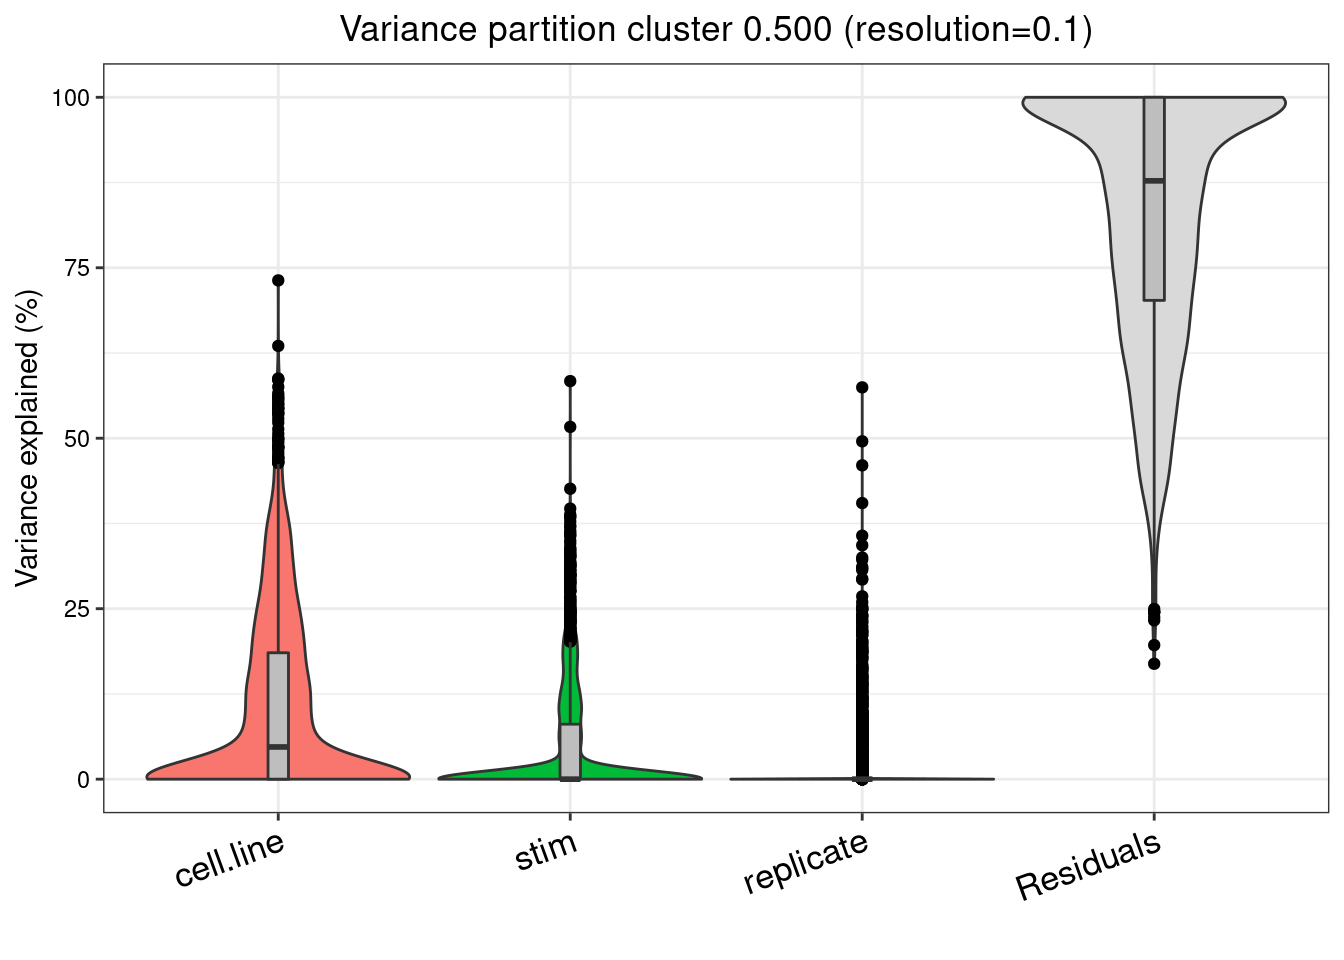 Variance partition cluster 0.500 (resolution=0.1)
Variance explained (%)
100
75
50
25
0
cell.line
stim
replicate
Residuals